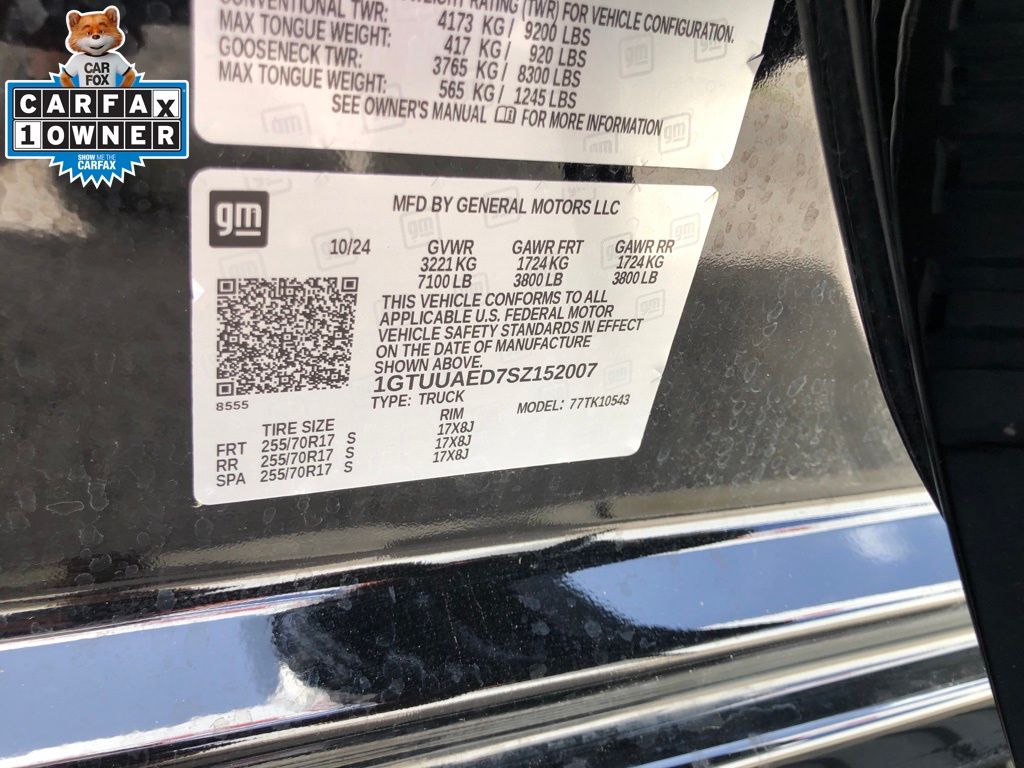 WEIGHT RATING (TWR) FOR VEHICLE CONFIGURATION.
CONVENTIONAL TWR: 4173 KG / 9200 LBS
MAX TONGUE WEIGHT: 417 KG / 920 LBS
GOOSENECK TWR: 3765 KG / 8300 LBS
MAX TONGUE WEIGHT: 565 KG / 1245 LBS
SEE OWNER'S MANUAL FOR MORE INFORMATION
CAR
FOX
CARFAX
1 OWNER
SHOW ME THE
CARFAX
gm
MFD BY GENERAL MOTORS LLC
10/24 GVWR GAWR FRT GAWR RR
3221 KG 1724 KG 1724 KG
7100 LB 3800 LB 3800 LB
THIS VEHICLE CONFORMS TO ALL
APPLICABLE U.S. FEDERAL MOTOR
VEHICLE SAFETY STANDARDS IN EFFECT
ON THE DATE OF MANUFACTURE
SHOWN ABOVE.
1GTUUAED7SZ152007
8555
TYPE: TRUCK MODEL: 77TK10543
TIRE SIZE RIM
FRT 255/70R17 S 17X8J
RR 255/70R17 S 17X8J
SPA 255/70R17 S 17X8J